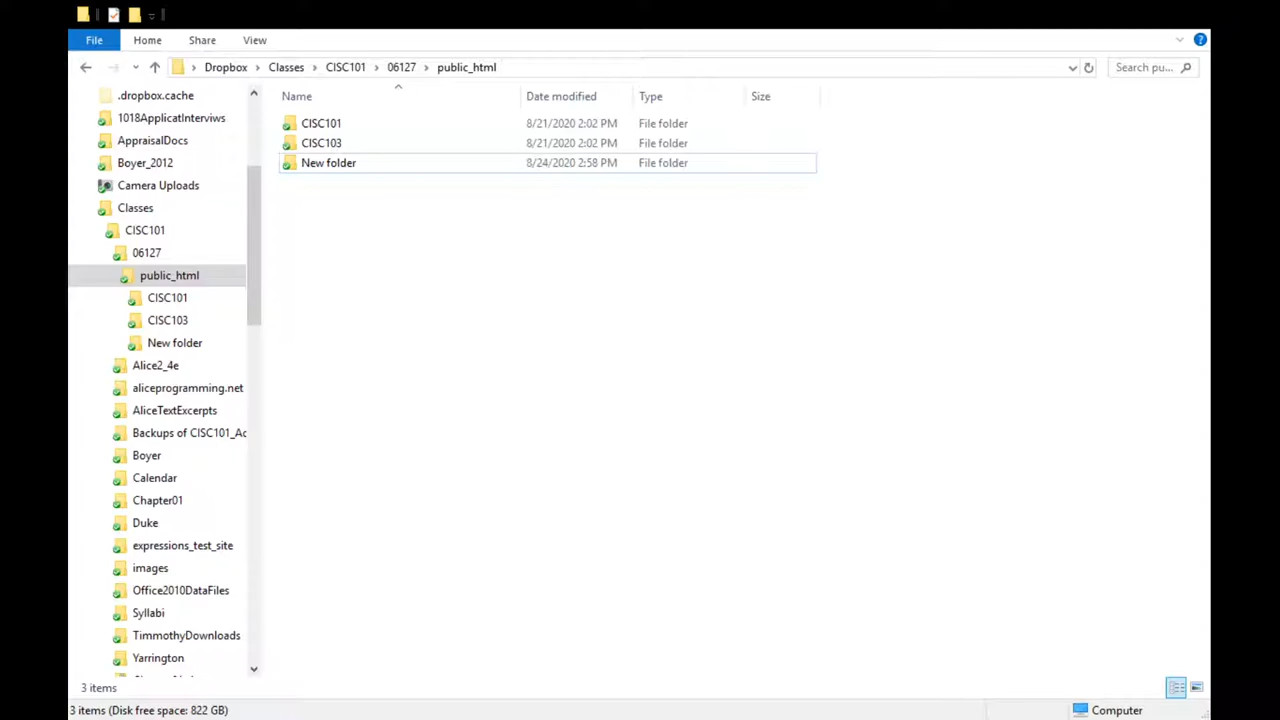 File Home Share View
Dropbox Classes CISC101 06127 public_html Search pu...
.dropbox.cache
1018ApplicatInterviws
AppraisalDocs
Boyer_2012
Camera Uploads
Classes
CISC101
06127
public_html
CISC101
CISC103
New folder
Alice2_4e
aliceprogramming.net
AliceTextExcerpts
Backups of CISC101_Ac
Boyer
Calendar
Chapter01
Duke
expressions_test_site
images
Office2010DataFiles
Syllabi
TimmothyDownloads
Yarrington
Name Date modified Type Size
CISC101 8/21/2020 2:02 PM File folder
CISC103 8/21/2020 2:02 PM File folder
New folder 8/24/2020 2:58 PM File folder
3 items
3 items (Disk free space: 822 GB) Computer